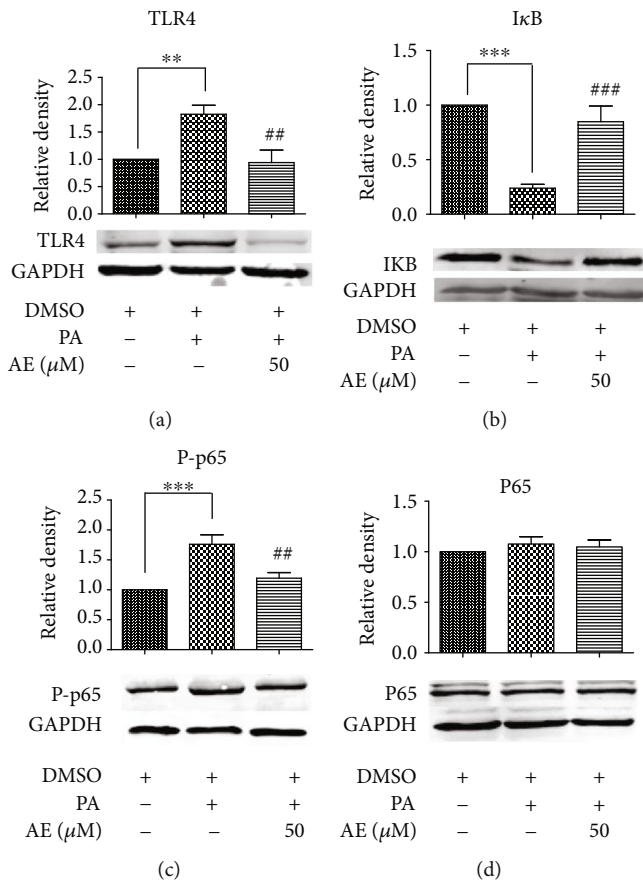 TLR4
**
##
2.5
2.0
1.5
1.0
0.5
0
Relative density
TLR4
GAPDH
DMSO + + +
PA − + +
AE (μM) − − 50
(a)
IκB
***
###
1.5
1.0
0.5
0.0
Relative density
IKB
GAPDH
DMSO + + +
PA − + +
AE (μM) − − 50
(b)
P-p65
***
##
2.5
2.0
1.5
1.0
0.5
0.0
Relative density
P-p65
GAPDH
DMSO + + +
PA − + +
AE (μM) − − 50
(c)
P65
1.5
1.0
0.5
0.0
Relative density
P65
GAPDH
DMSO + + +
PA − + +
AE (μM) − − 50
(d)